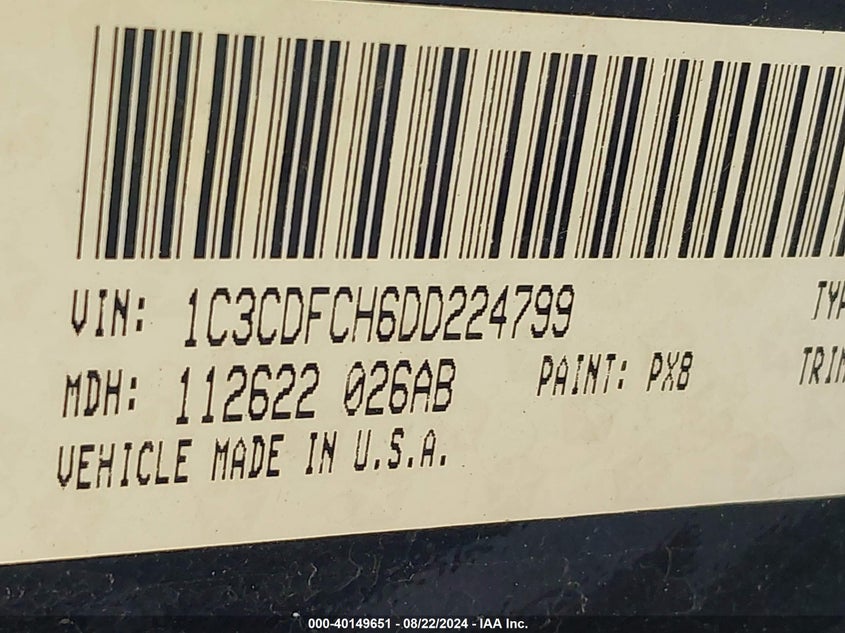 VIN: 1C3CDFCH6DD224799 TYP
MDH: 112622 026AB PAINT: PX8 TRIM
VEHICLE MADE IN U.S.A.
000-40149651 - 08/22/2024 - IAA Inc.